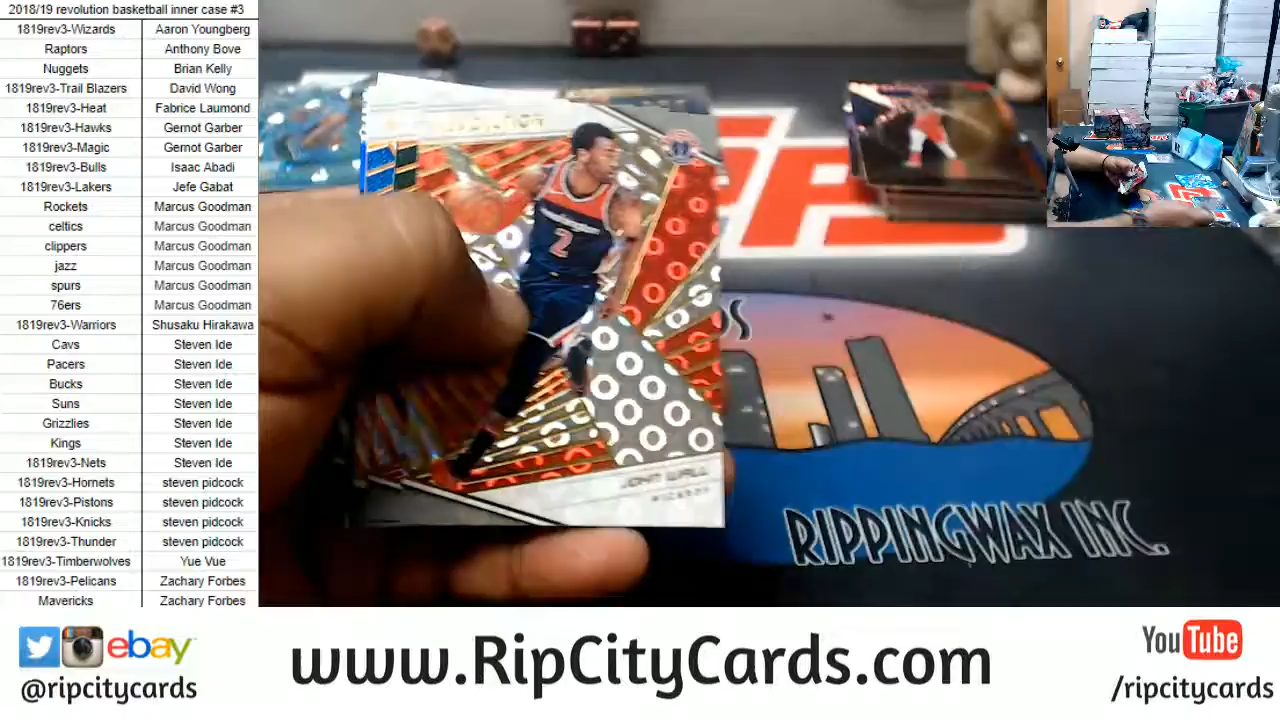 2018/19 revolution basketball inner case #3
1819rev3-Wizards Aaron Youngberg
Raptors Anthony Bove
Nuggets Brian Kelly
1819rev3-Trail Blazers David Wong
1819rev3-Heat Fabrice Laumond
1819rev3-Hawks Gernot Garber
1819rev3-Magic Gernot Garber
1819rev3-Bulls Isaac Abadi
1819rev3-Lakers Jefe Gabat
Rockets Marcus Goodman
celtics Marcus Goodman
clippers Marcus Goodman
jazz Marcus Goodman
spurs Marcus Goodman
76ers Marcus Goodman
1819rev3-Warriors Shusaku Hirakawa
Cavs Steven Ide
Pacers Steven Ide
Bucks Steven Ide
Suns Steven Ide
Grizzlies Steven Ide
Kings Steven Ide
1819rev3-Nets Steven Ide
1819rev3-Hornets steven pidcock
1819rev3-Pistons steven pidcock
1819rev3-Knicks steven pidcock
1819rev3-Thunder steven pidcock
1819rev3-Timberwolves Yue Vue
1819rev3-Pelicans Zachary Forbes
Mavericks Zachary Forbes
2
JOHN WALL
WIZARDS
RIPPINGWAX INC.
ebay
@ripcitycards
www.RipCityCards.com
YouTube
/ripcitycards